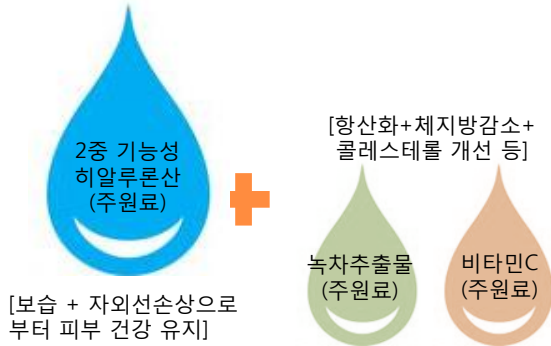 2중 기능성
히알루론산
(주원료)
[보습 + 자외선손상으로
부터 피부 건강 유지]
[항산화+체지방감소+
콜레스테롤 개선 등]
녹차추출물
(주원료)
비타민C
(주원료)